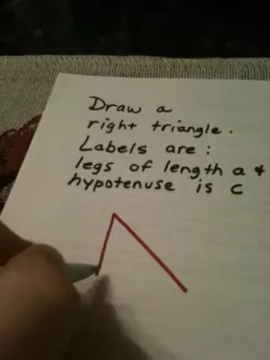 Draw a
right triangle.
Labels are:
legs of length a &
hypotenuse is c